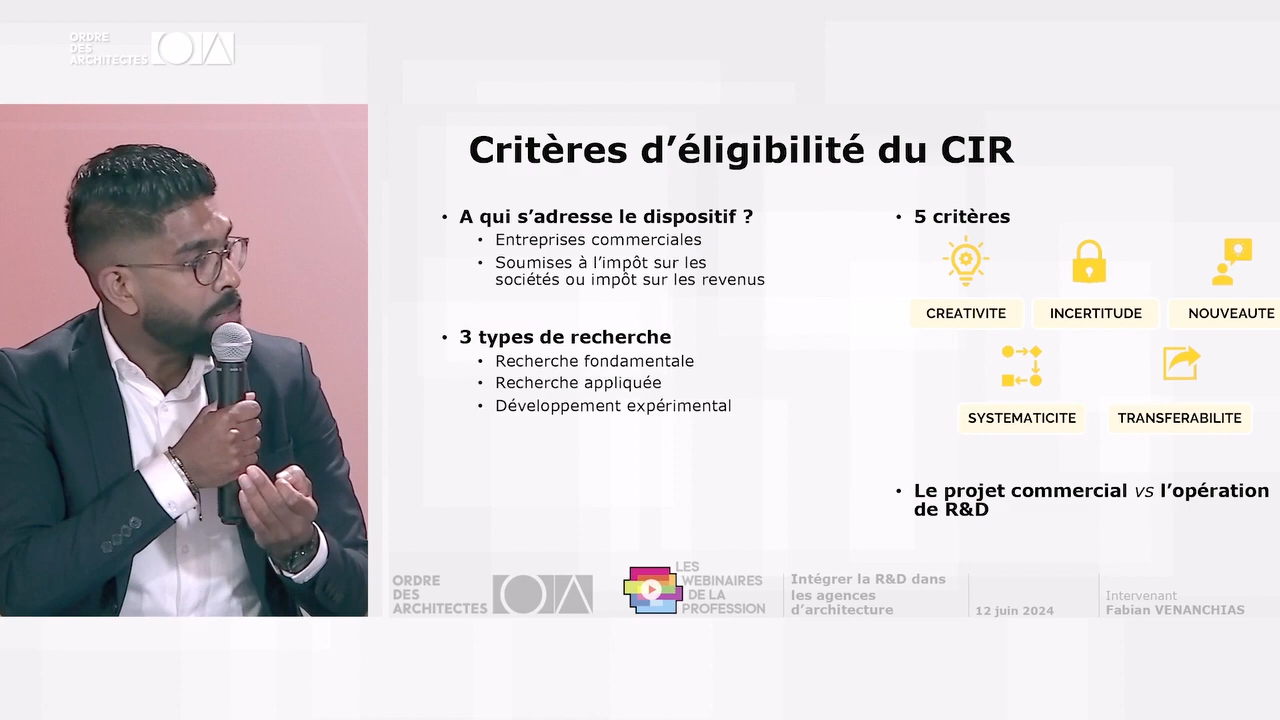 ORDRE
DES
ARCHITECTES
Critères d’éligibilité du CIR
• A qui s’adresse le dispositif ?
• Entreprises commerciales
• Soumises à l’impôt sur les
sociétés ou impôt sur les revenus
• 3 types de recherche
• Recherche fondamentale
• Recherche appliquée
• Développement expérimental
• 5 critères
CREATIVITE
INCERTITUDE
NOUVEAUTE
SYSTEMATICITE
TRANSFERABILITE
• Le projet commercial vs l’opération
de R&D
ORDRE
DES
ARCHITECTES
LES
WEBINAIRES
DE LA
PROFESSION
Intégrer la R&D dans
les agences
d’architecture
12 juin 2024
Intervenant
Fabian VENANCHIAS